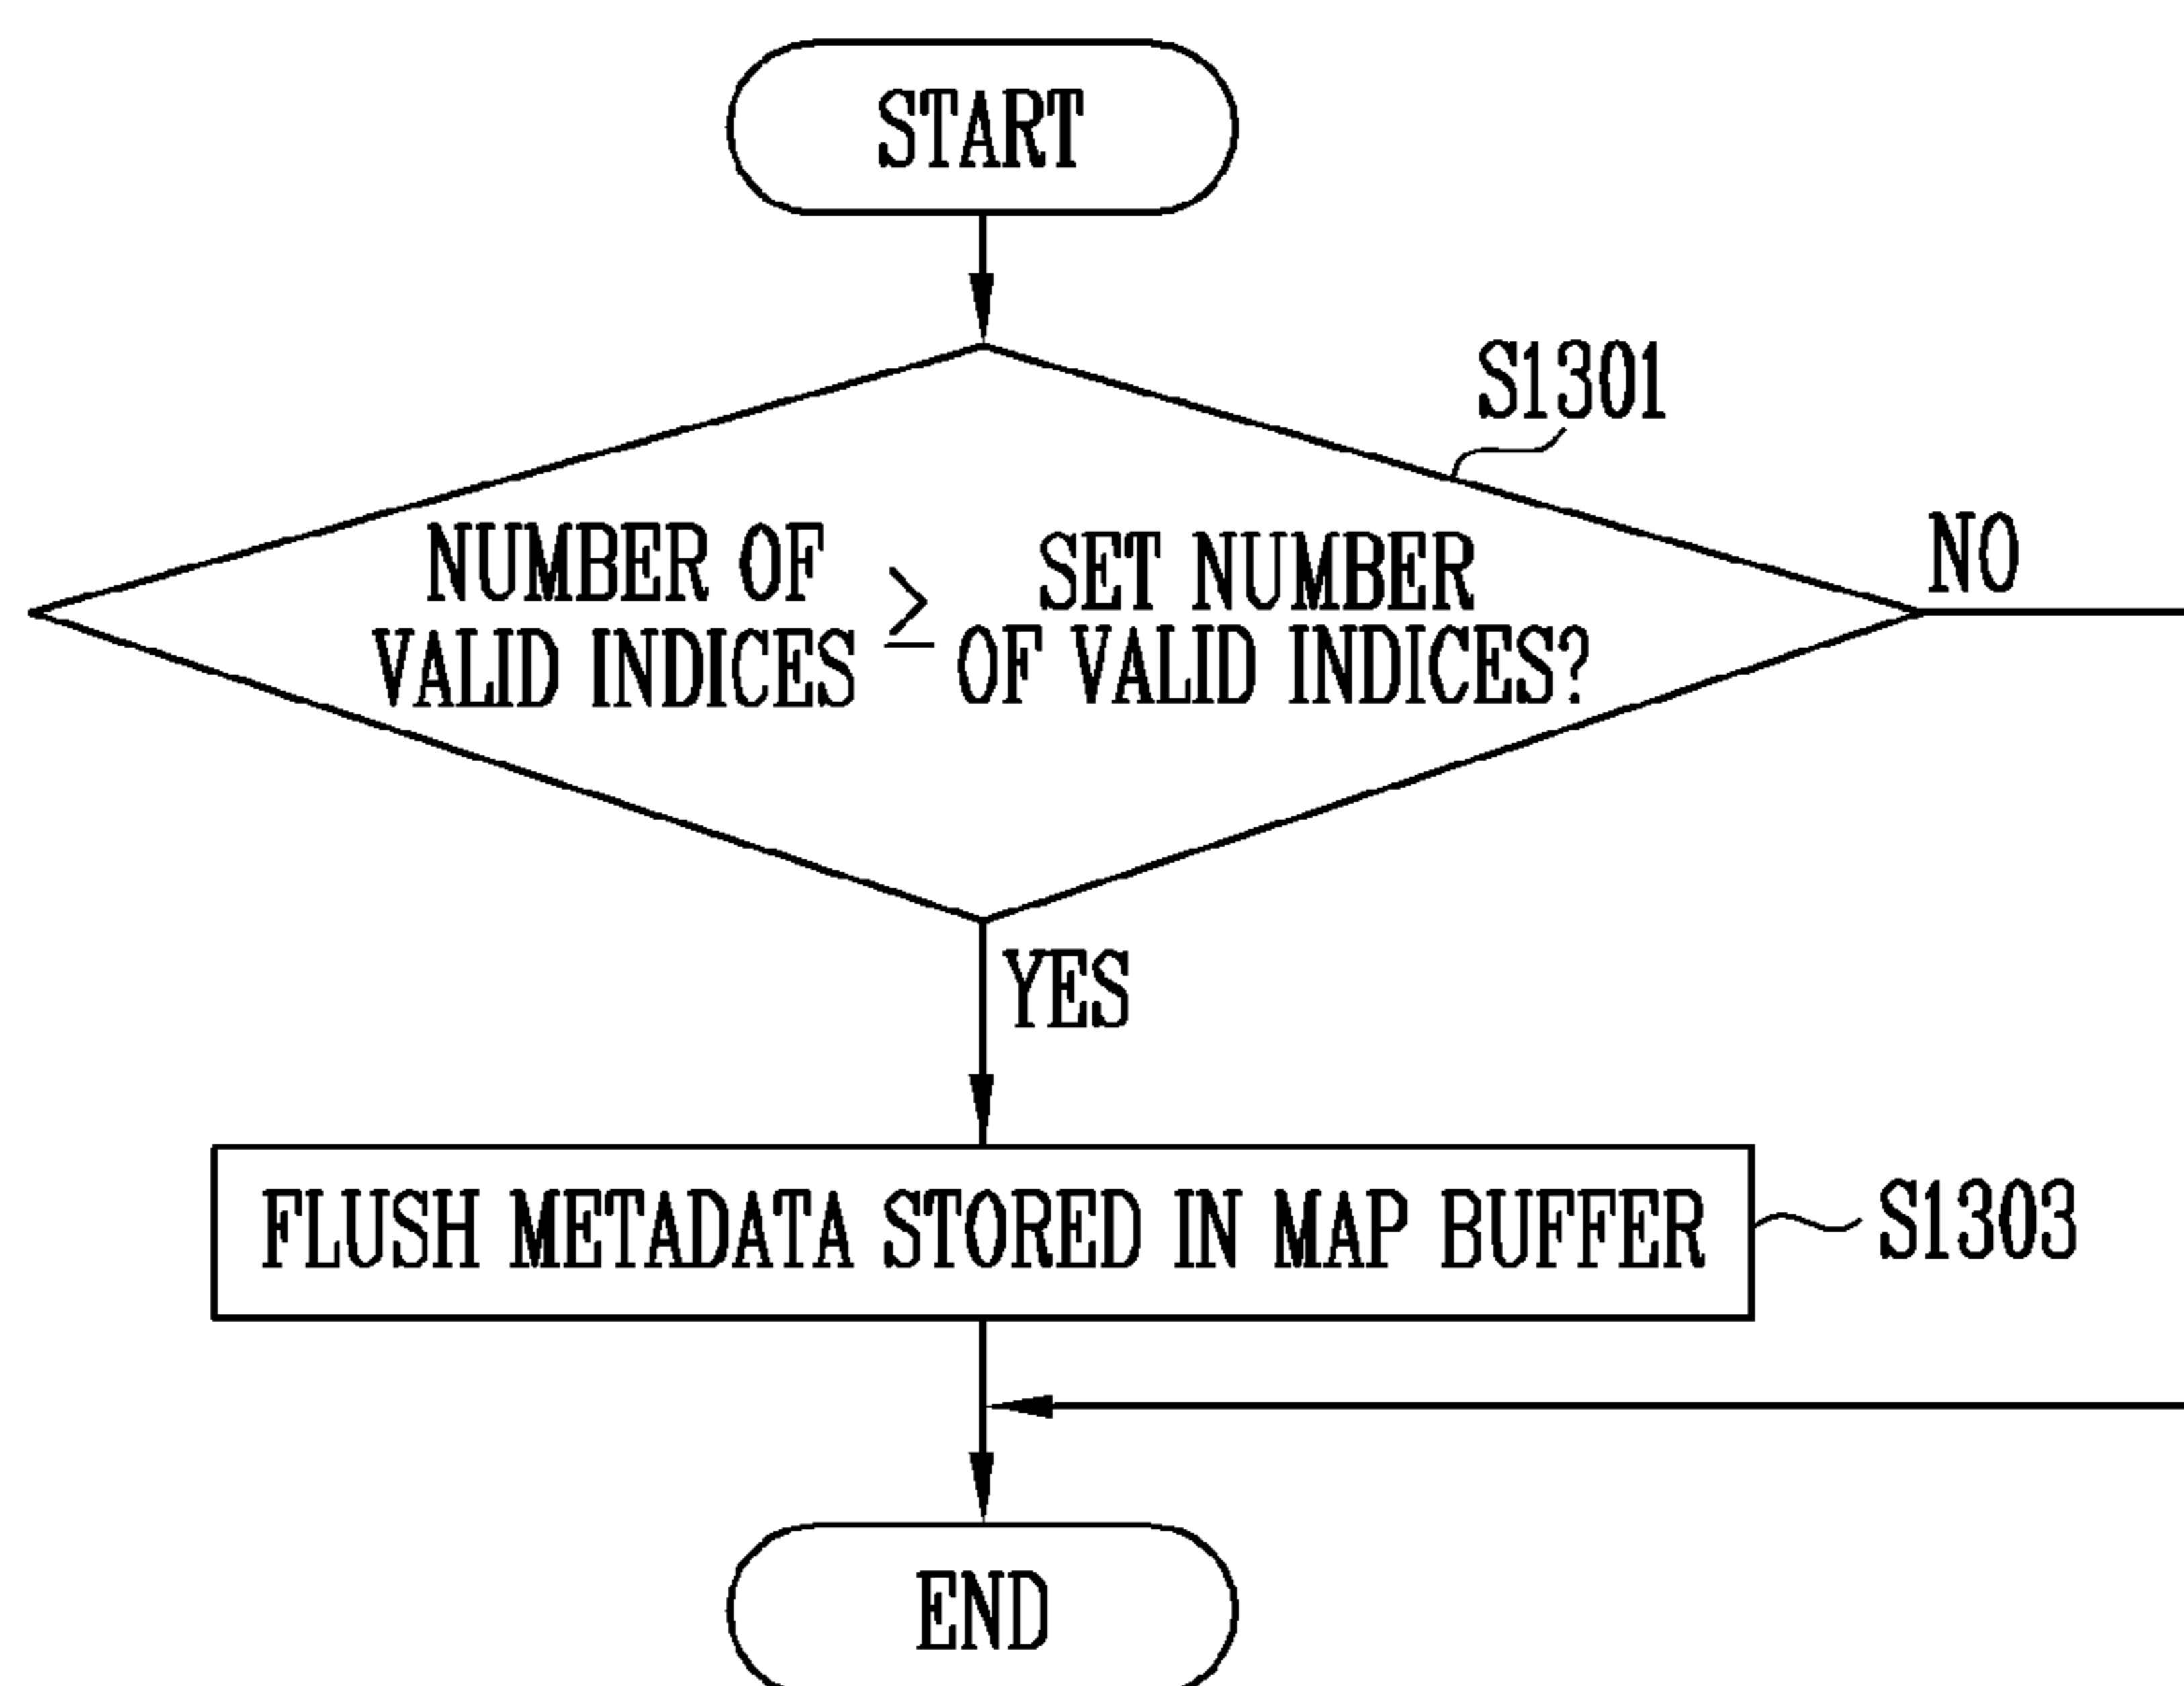 START
S1301
NUMBER OF
VALID INDICES
≥
SET NUMBER
OF VALID INDICES?
NO
YES
FLUSH METADATA STORED IN MAP BUFFER
S1303
END